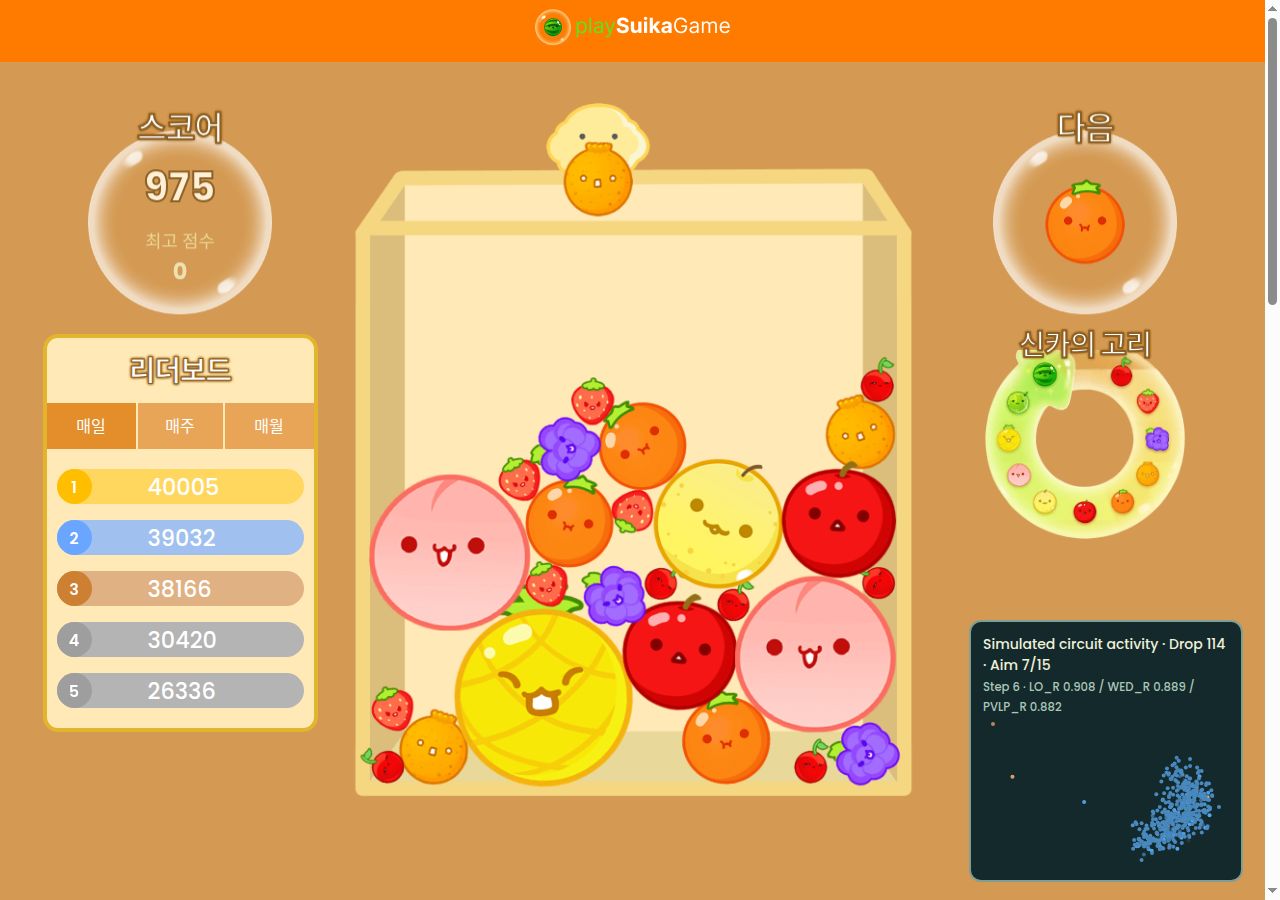 playSuikaGame
스코어
975
최고 점수
0
다음
신카의 고리
리더보드
매일 매주 매월
1 40005
2 39032
3 38166
4 30420
5 26336
Simulated circuit activity · Drop 114
· Aim 7/15
Step 6 · LO_R 0.908 / WED_R 0.889 /
PVLP_R 0.882